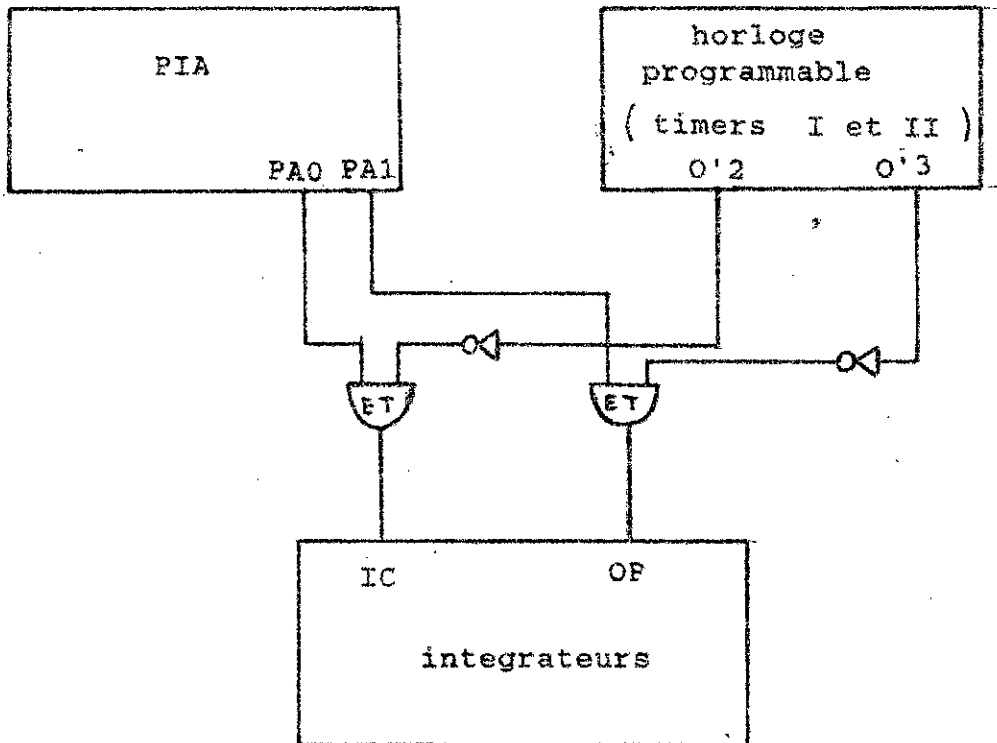 PIA
PA0 PA1
horloge
programmable
( timers I et II )
O'2 O'3
ET ET
IC OP
integrateurs